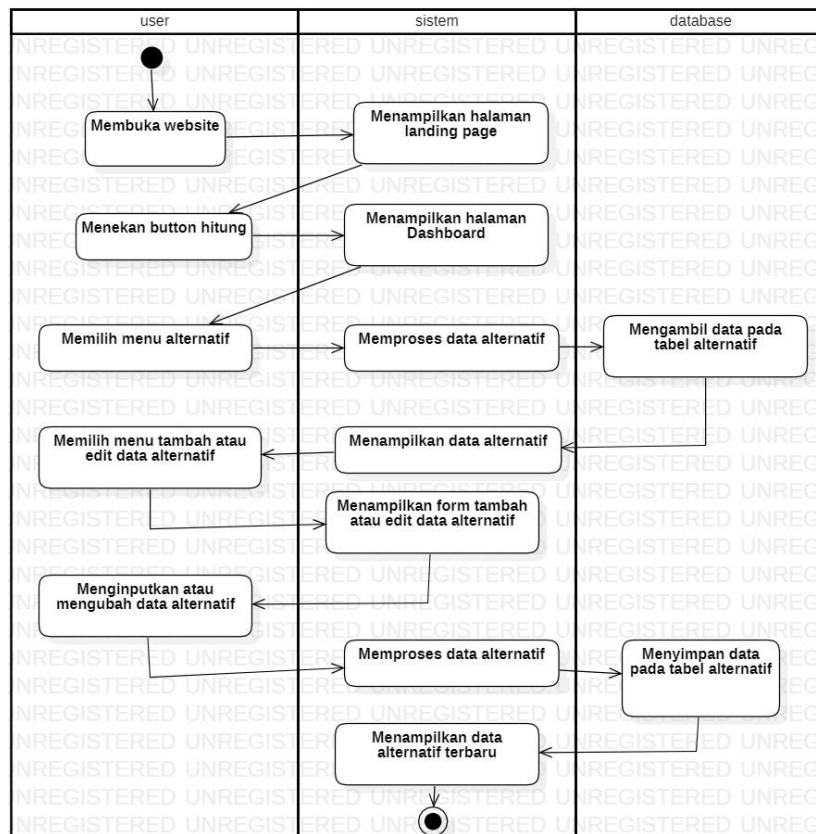 user
sistem
database
Membuka website
Menampilkan halaman
landing page
Menekan button hitung
Menampilkan halaman
Dashboard
Memilih menu alternatif
Memproses data alternatif
Mengambil data pada
tabel alternatif
Menampilkan data alternatif
Memilih menu tambah atau
edit data alternatif
Menampilkan form tambah
atau edit data alternatif
Menginputkan atau
mengubah data alternatif
Memproses data alternatif
Menyimpan data
pada tabel alternatif
Menampilkan data
alternatif terbaru
UNREGISTERED